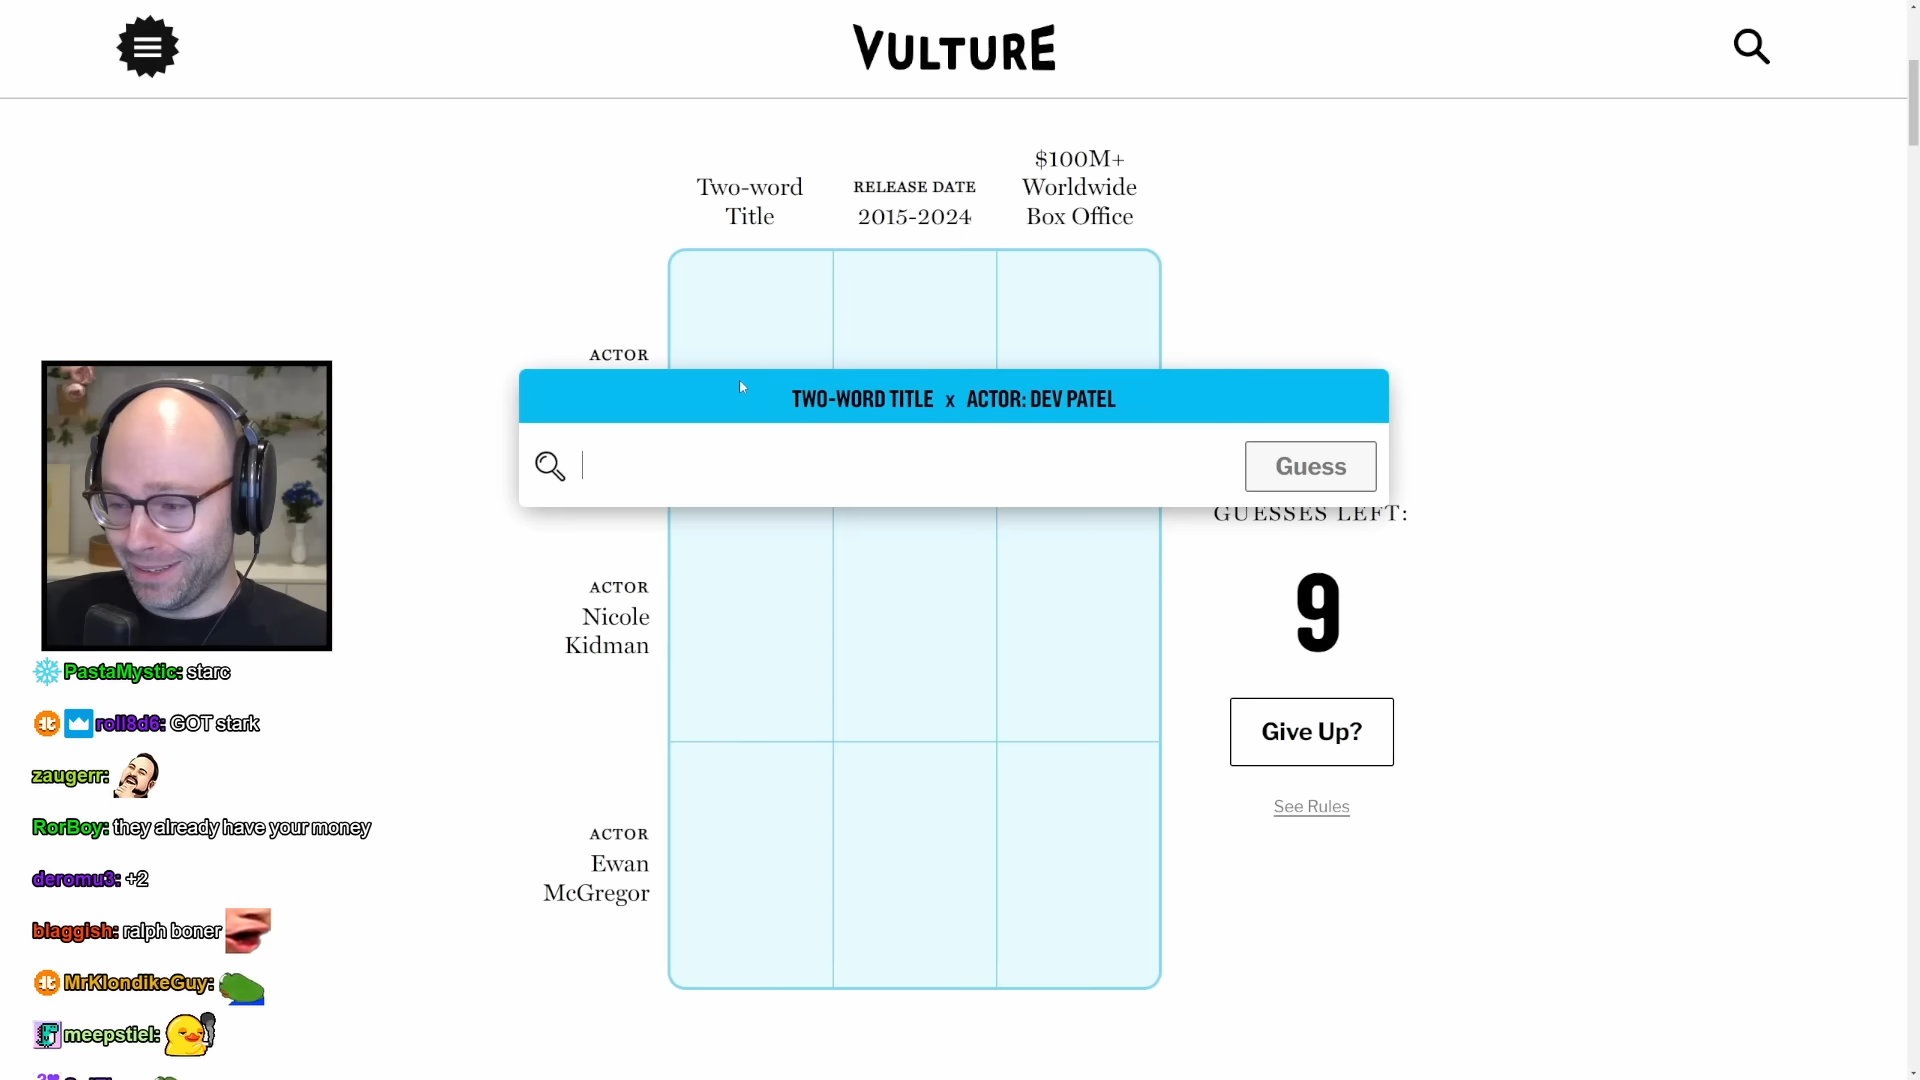 VULTURE
Two-word
Title
RELEASE DATE
2015-2024
$100M+
Worldwide
Box Office
ACTOR
TWO-WORD TITLE x ACTOR: DEV PATEL
Guess
GUESSES LEFT:
9
ACTOR
Nicole
Kidman
Give Up?
See Rules
ACTOR
Ewan
McGregor
PastaMystic: starc
roll8d6: GOT stark
zaugerr:
RorBoy: they already have your money
deromu3: +2
blaggish: ralph boner
MrKlondikeGuy:
meepstiel: